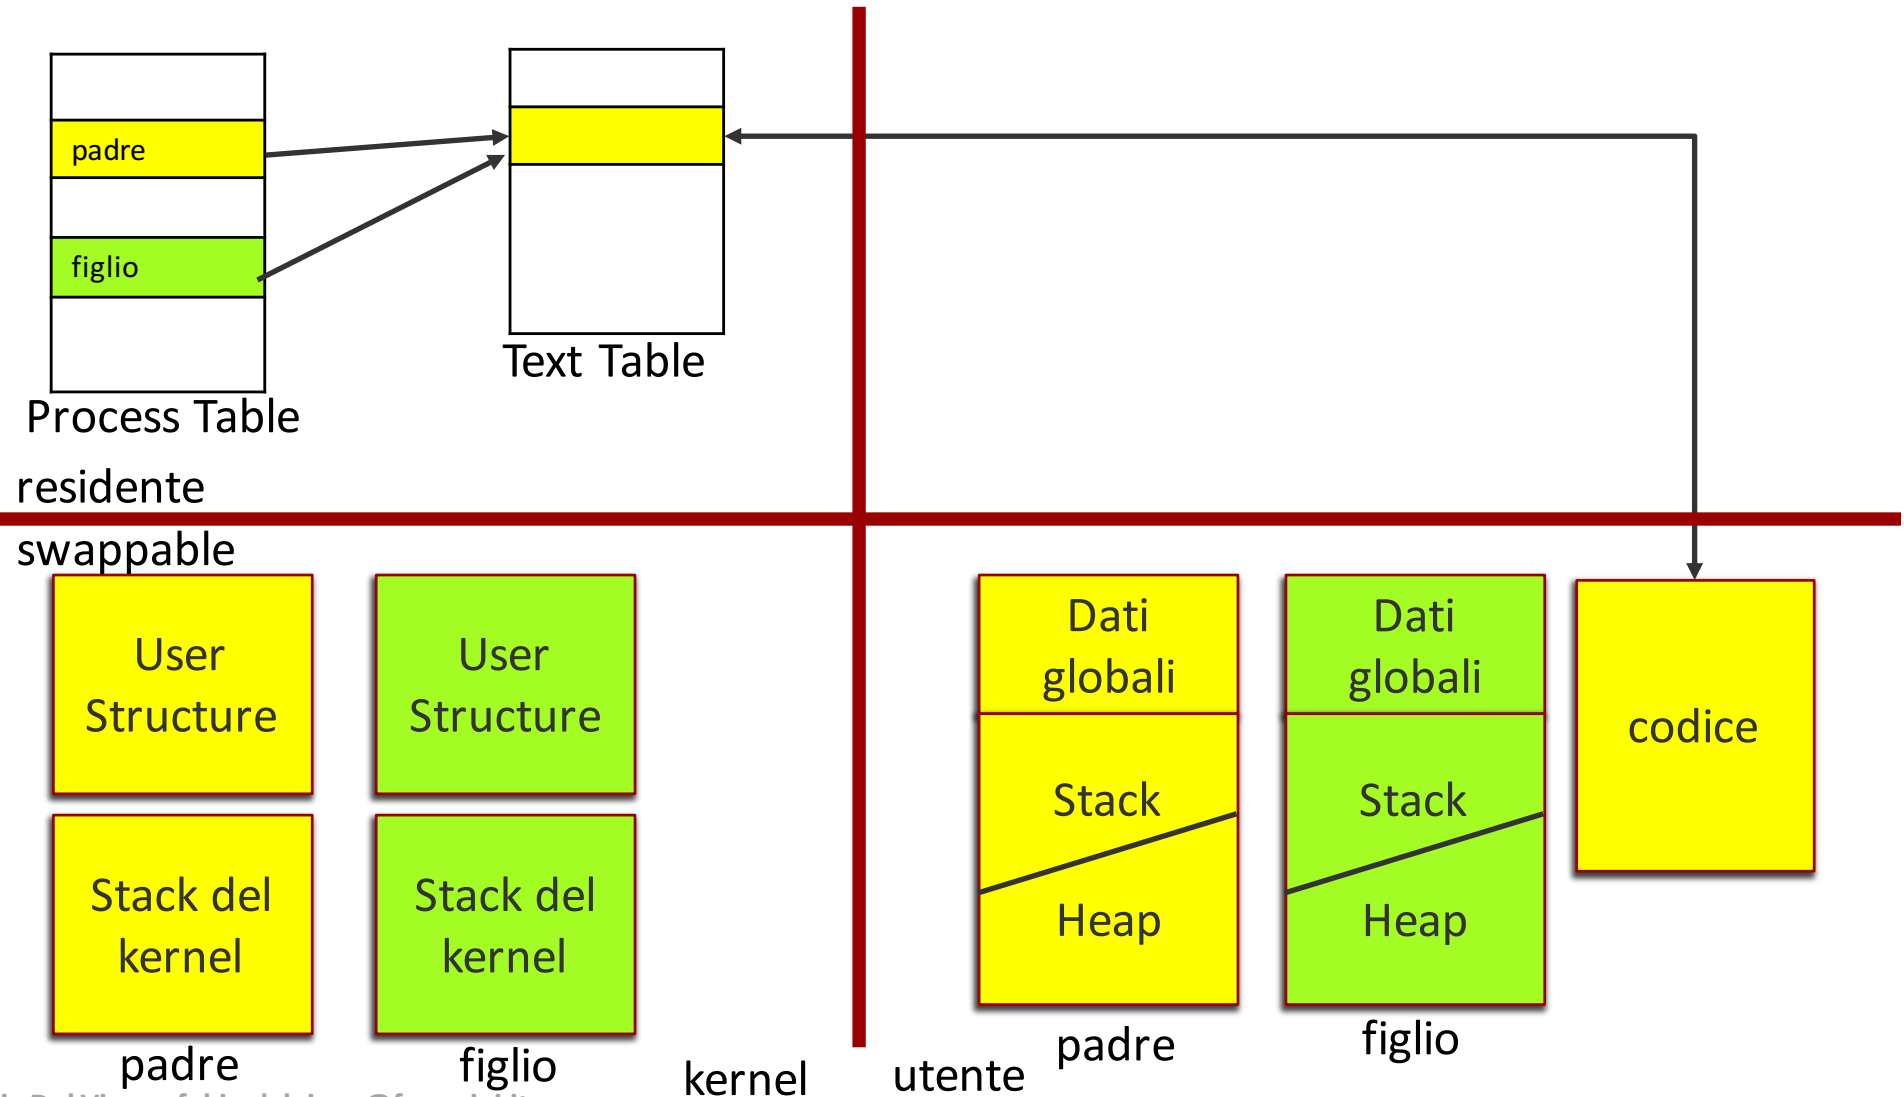 padre
figlio
Text Table
Process Table
residente
swappable
User
Structure
User
Structure
Stack del
kernel
Stack del
kernel
padre
figlio
kernel
Dati
globali
Dati
globali
codice
Stack
Stack
Heap
Heap
padre
figlio
utente